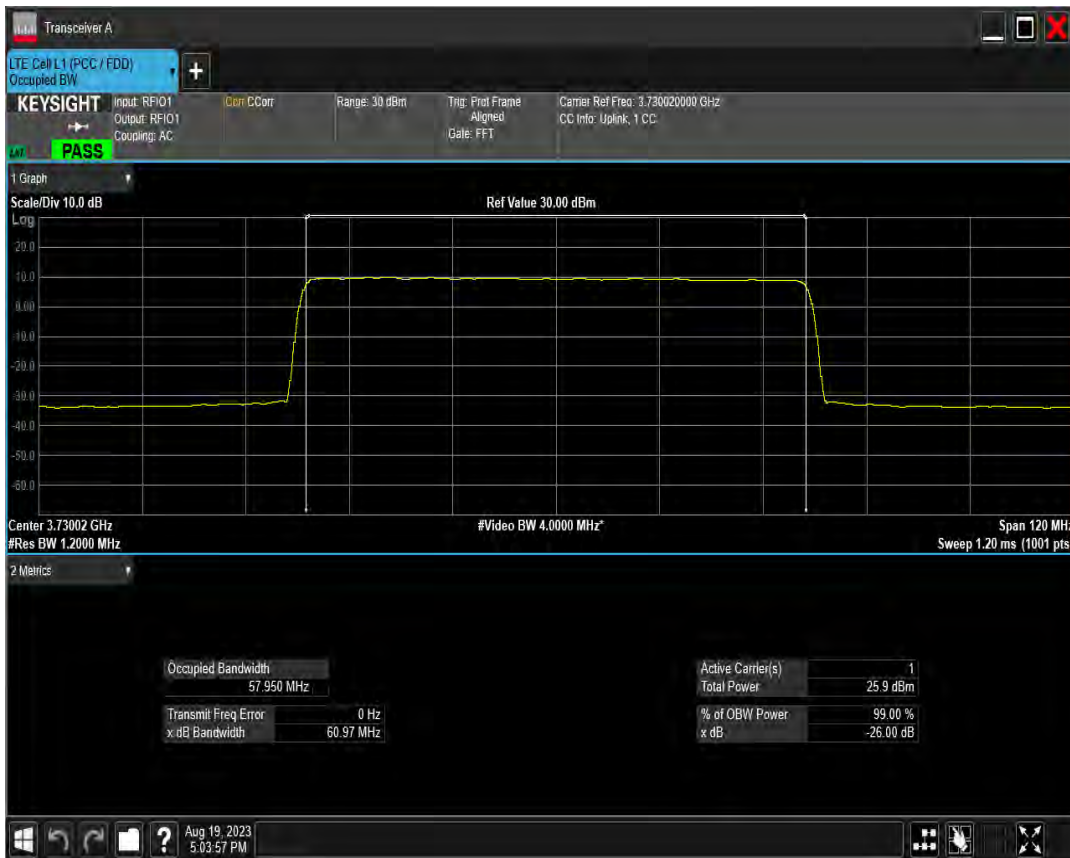 Transceiver A
LTE Cell L1 (PCC / FDD)
Occupied BW
+
KEYSIGHT
Input: RFIO1
Output: RFIO1
Coupling: AC
Corr CCorr
Range: 30 dBm
Trig: Prot Frame
Aligned
Gate: FFT
Carrier Ref Freq: 3.730020000 GHz
CC Info: Uplink, 1 CC
PASS
1 Graph
Scale/Div 10.0 dB
Ref Value 30.00 dBm
Log
20.0
10.0
0.00
-10.0
-20.0
-30.0
-40.0
-50.0
-60.0
Center 3.73002 GHz
#Video BW 4.0000 MHz*
Span 120 MHz
#Res BW 1.2000 MHz
Sweep 1.20 ms (1001 pts
2 Metrics
Occupied Bandwidth
57.950 MHz
Transmit Freq Error 0 Hz
x dB Bandwidth 60.97 MHz
Active Carrier(s) 1
Total Power 25.9 dBm
% of OBW Power 99.00 %
x dB -26.00 dB
?
Aug 19, 2023
5:03:57 PM